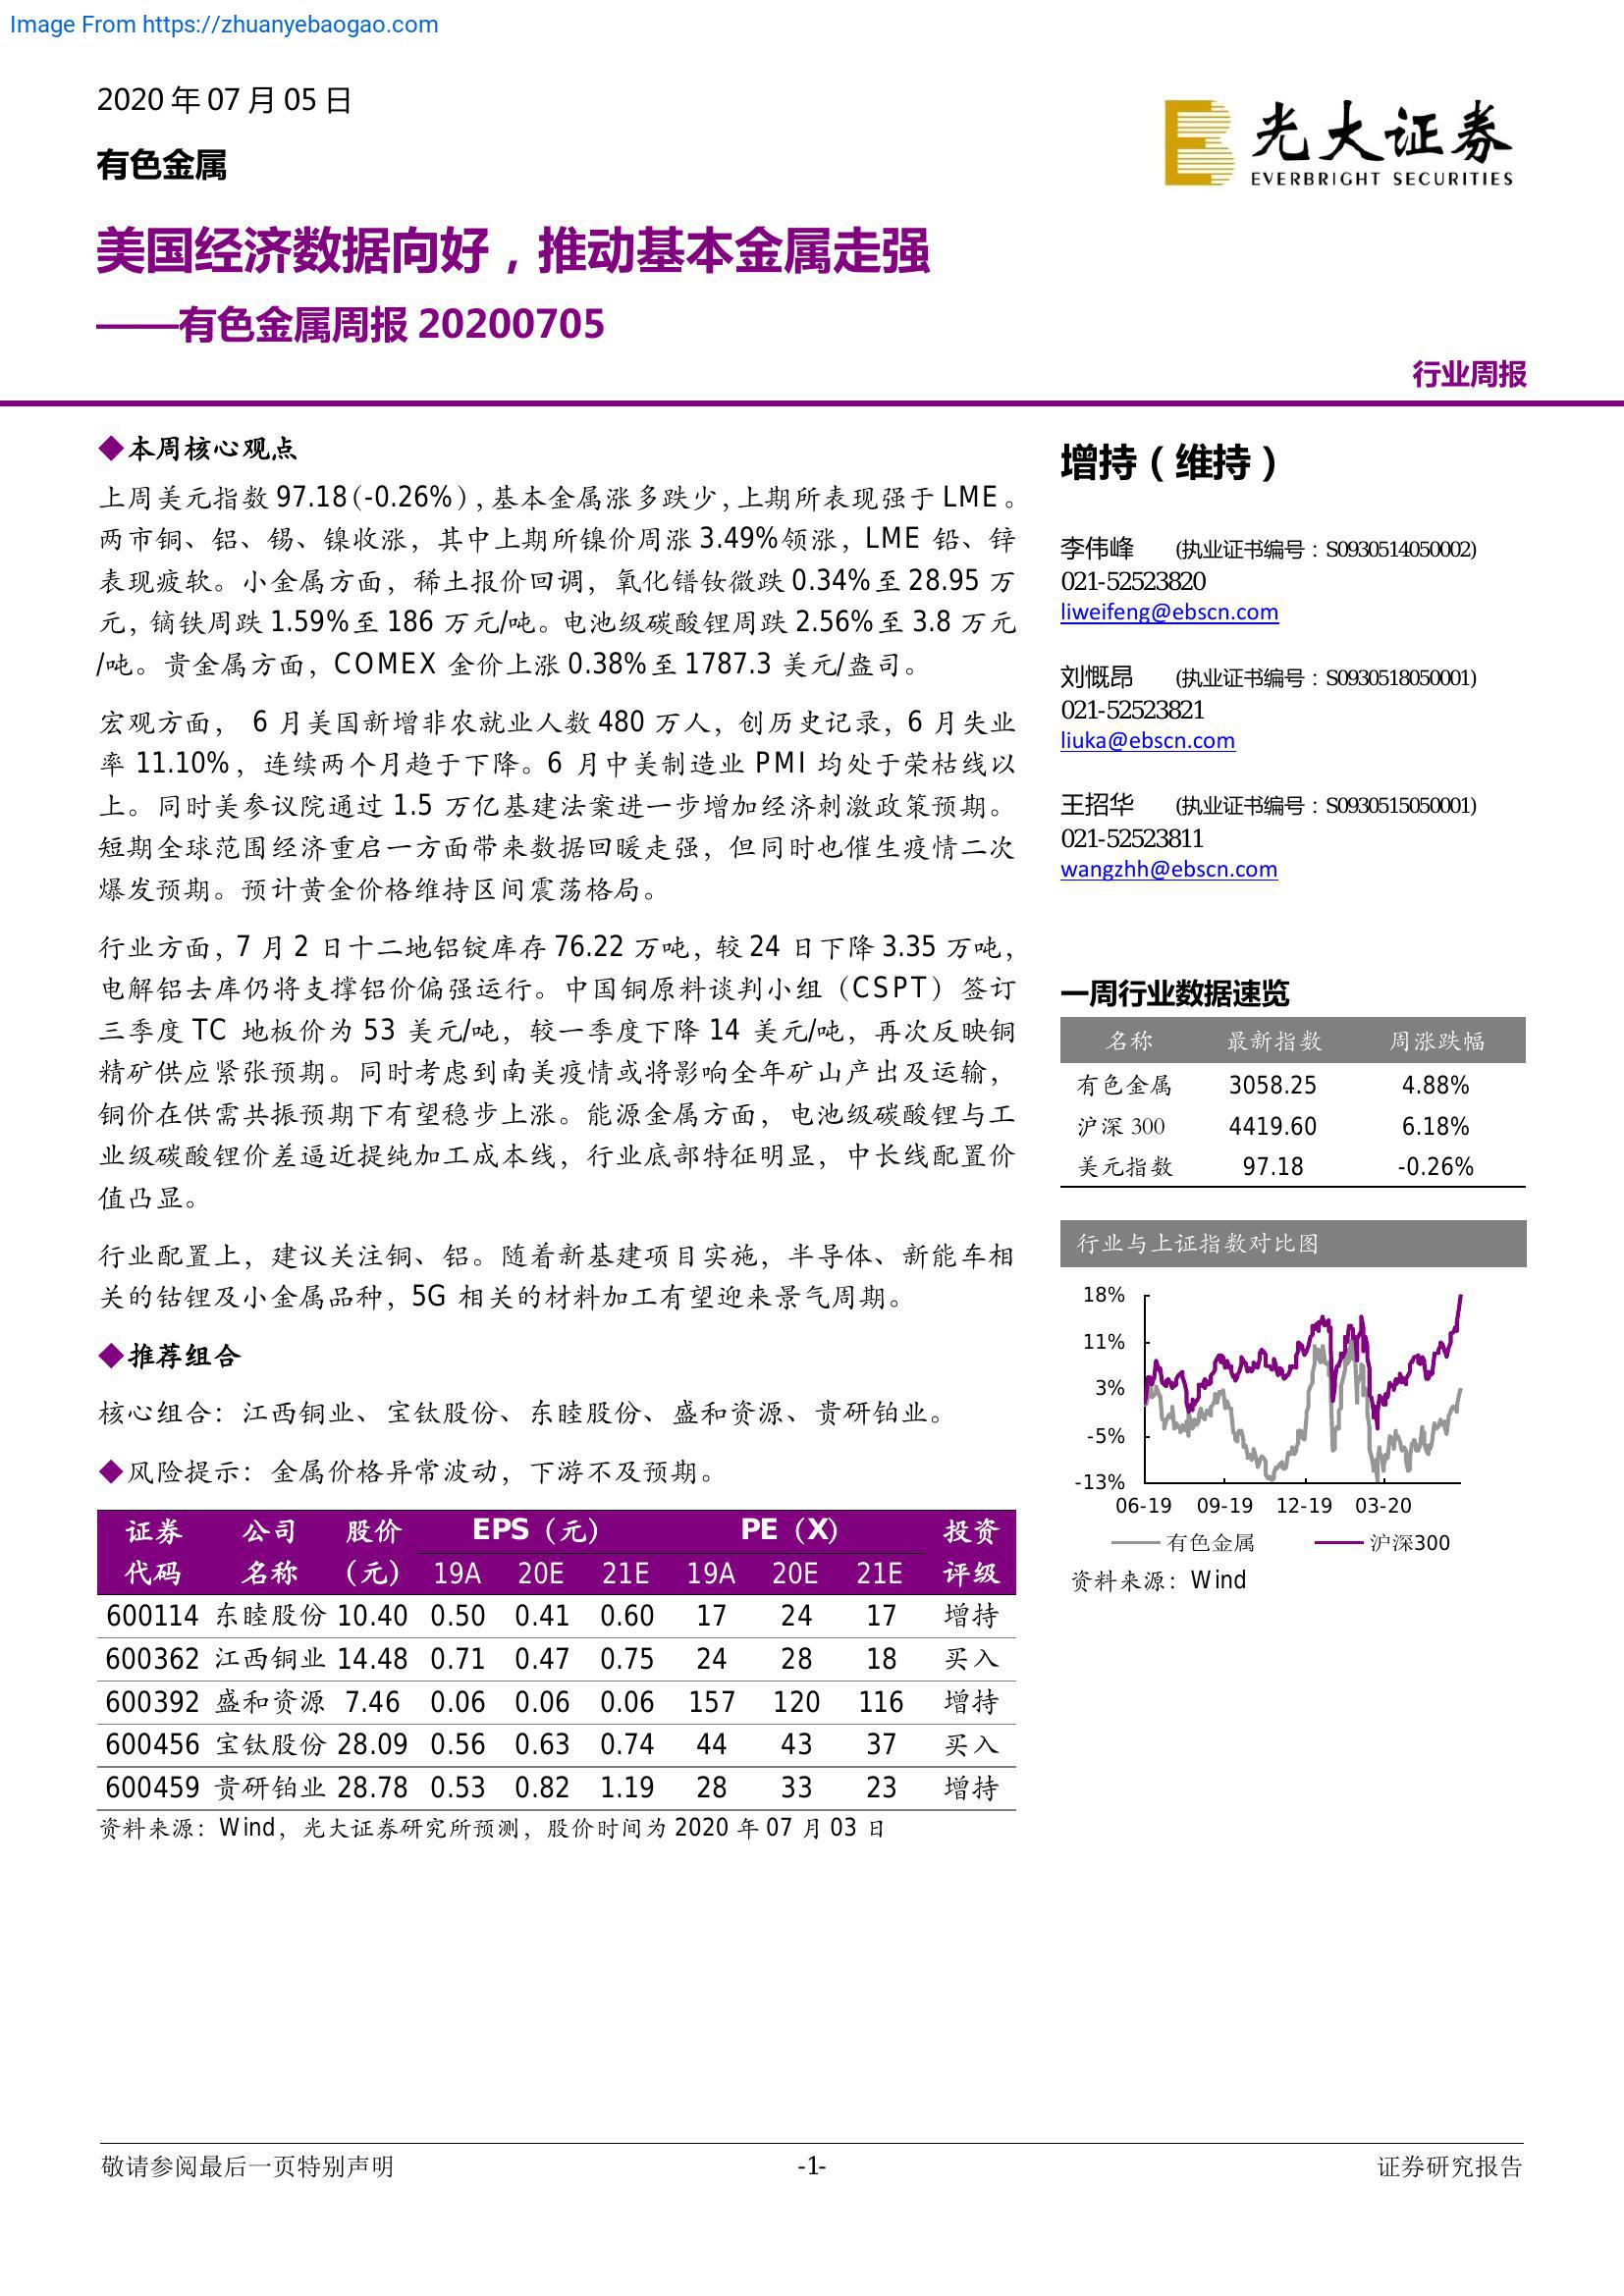 Image From https://zhuanyebaogao.com
2020 年 07 月 05 日
有色金属
光大证券
EVERBRIGHT SECURITIES
美国经济数据向好，推动基本金属走强
——有色金属周报 20200705
行业周报
◆本周核心观点
上周美元指数 97.18（-0.26%），基本金属涨多跌少，上期所表现强于 LME。
两市铜、铝、锡、镍收涨，其中上期所镍价周涨 3.49%领涨，LME 铅、锌
表现疲软。小金属方面，稀土报价回调，氧化镨钕微跌 0.34%至 28.95 万
元，镝铁周跌 1.59%至 186 万元/吨。电池级碳酸锂周跌 2.56%至 3.8 万元
/吨。贵金属方面，COMEX 金价上涨 0.38%至 1787.3 美元/盎司。
宏观方面， 6 月美国新增非农就业人数 480 万人，创历史记录，6 月失业
率 11.10%，连续两个月趋于下降。6 月中美制造业 PMI 均处于荣枯线以
上。同时美参议院通过 1.5 万亿基建法案进一步增加经济刺激政策预期。
短期全球范围经济重启一方面带来数据回暖走强，但同时也催生疫情二次
爆发预期。预计黄金价格维持区间震荡格局。
行业方面，7 月 2 日十二地铝锭库存 76.22 万吨，较 24 日下降 3.35 万吨，
电解铝去库仍将支撑铝价偏强运行。中国铜原料谈判小组（CSPT）签订
三季度 TC 地板价为 53 美元/吨，较一季度下降 14 美元/吨，再次反映铜
精矿供应紧张预期。同时考虑到南美疫情或将影响全年矿山产出及运输，
铜价在供需共振预期下有望稳步上涨。能源金属方面，电池级碳酸锂与工
业级碳酸锂价差逼近提纯加工成本线，行业底部特征明显，中长线配置价
值凸显。
行业配置上，建议关注铜、铝。随着新基建项目实施，半导体、新能车相
关的钴锂及小金属品种，5G 相关的材料加工有望迎来景气周期。
◆推荐组合
核心组合：江西铜业、宝钛股份、东睦股份、盛和资源、贵研铂业。
◆风险提示：金属价格异常波动，下游不及预期。
证券 公司 股价 EPS（元） PE（X） 投资
代码 名称 （元） 19A 20E 21E 19A 20E 21E 评级
600114 东睦股份 10.40 0.50 0.41 0.60 17 24 17 增持
600362 江西铜业 14.48 0.71 0.47 0.75 24 28 18 买入
600392 盛和资源 7.46 0.06 0.06 0.06 157 120 116 增持
600456 宝钛股份 28.09 0.56 0.63 0.74 44 43 37 买入
600459 贵研铂业 28.78 0.53 0.82 1.19 28 33 23 增持
资料来源：Wind，光大证券研究所预测，股价时间为 2020 年 07 月 03 日
增持（维持）
李伟峰 (执业证书编号：S0930514050002)
021-52523820
liweifeng@ebscn.com
刘慨昂 (执业证书编号：S0930518050001)
021-52523821
liuka@ebscn.com
王招华 (执业证书编号：S0930515050001)
021-52523811
wangzhh@ebscn.com
一周行业数据速览
名称 最新指数 周涨跌幅
有色金属 3058.25 4.88%
沪深 300 4419.60 6.18%
美元指数 97.18 -0.26%
行业与上证指数对比图
18%
11%
3%
-5%
-13%
06-19 09-19 12-19 03-20
有色金属 沪深300
资料来源：Wind
敬请参阅最后一页特别声明 -1- 证券研究报告